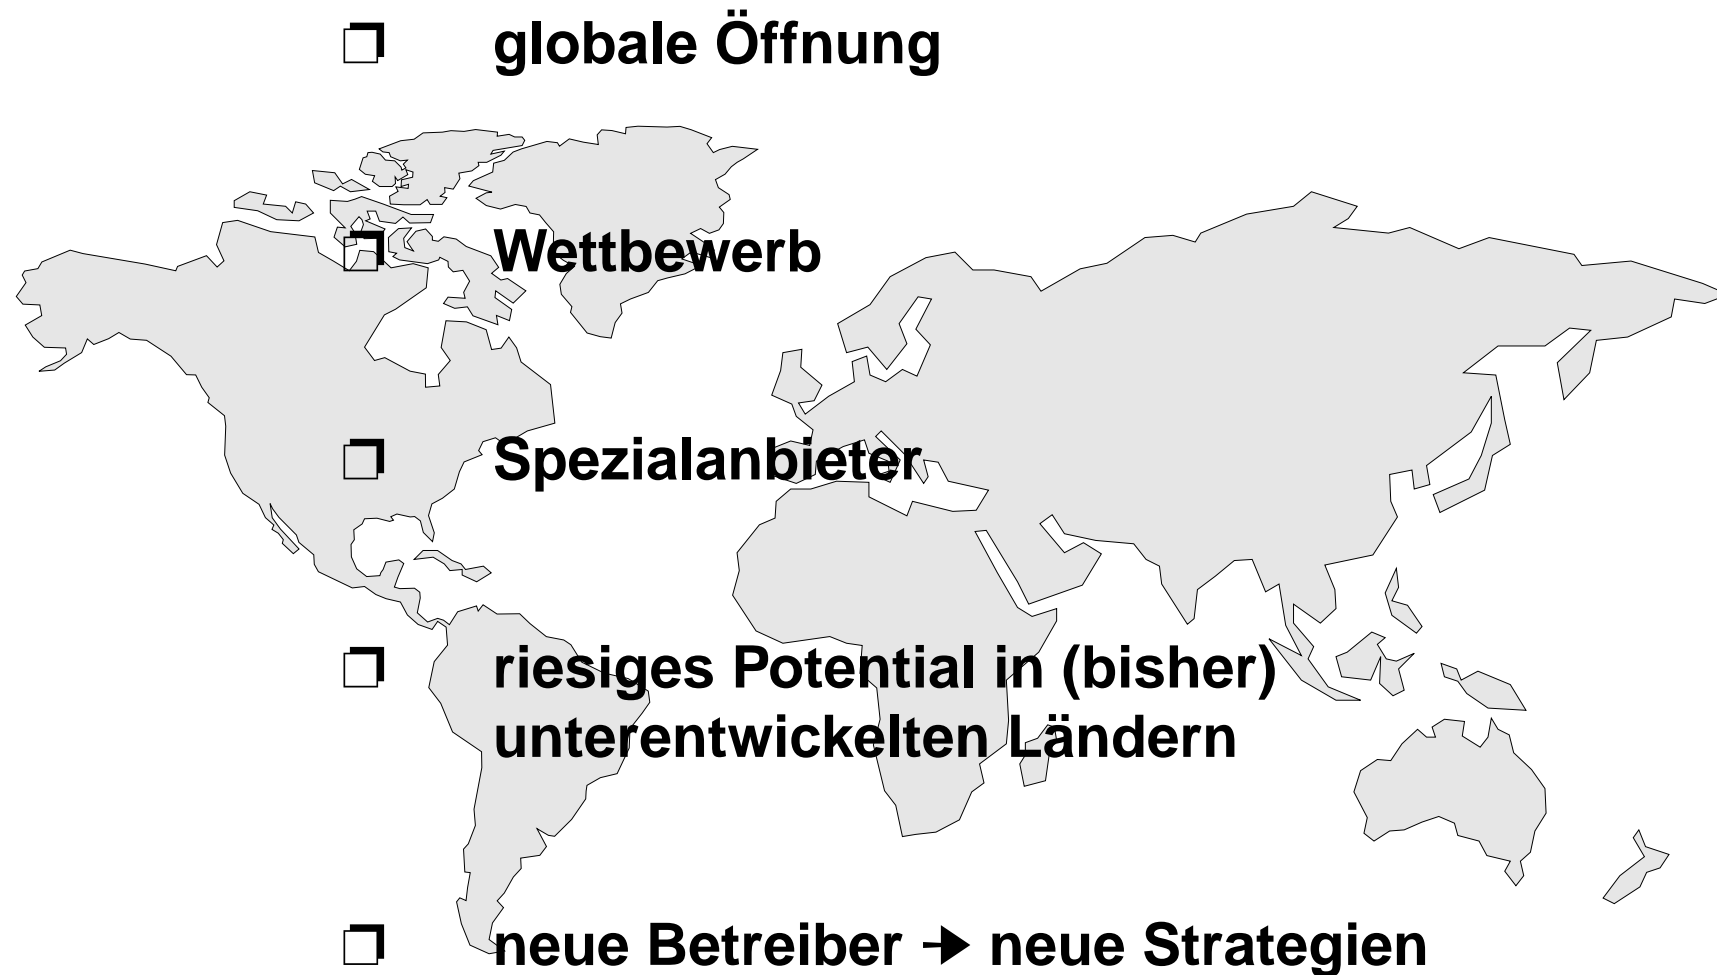 ❒ globale Öffnung
❒ Wettbewerb
❒ Spezialanbieter
❒ riesiges Potential in (bisher)
unterentwickelten Ländern
❒ neue Betreiber → neue Strategien